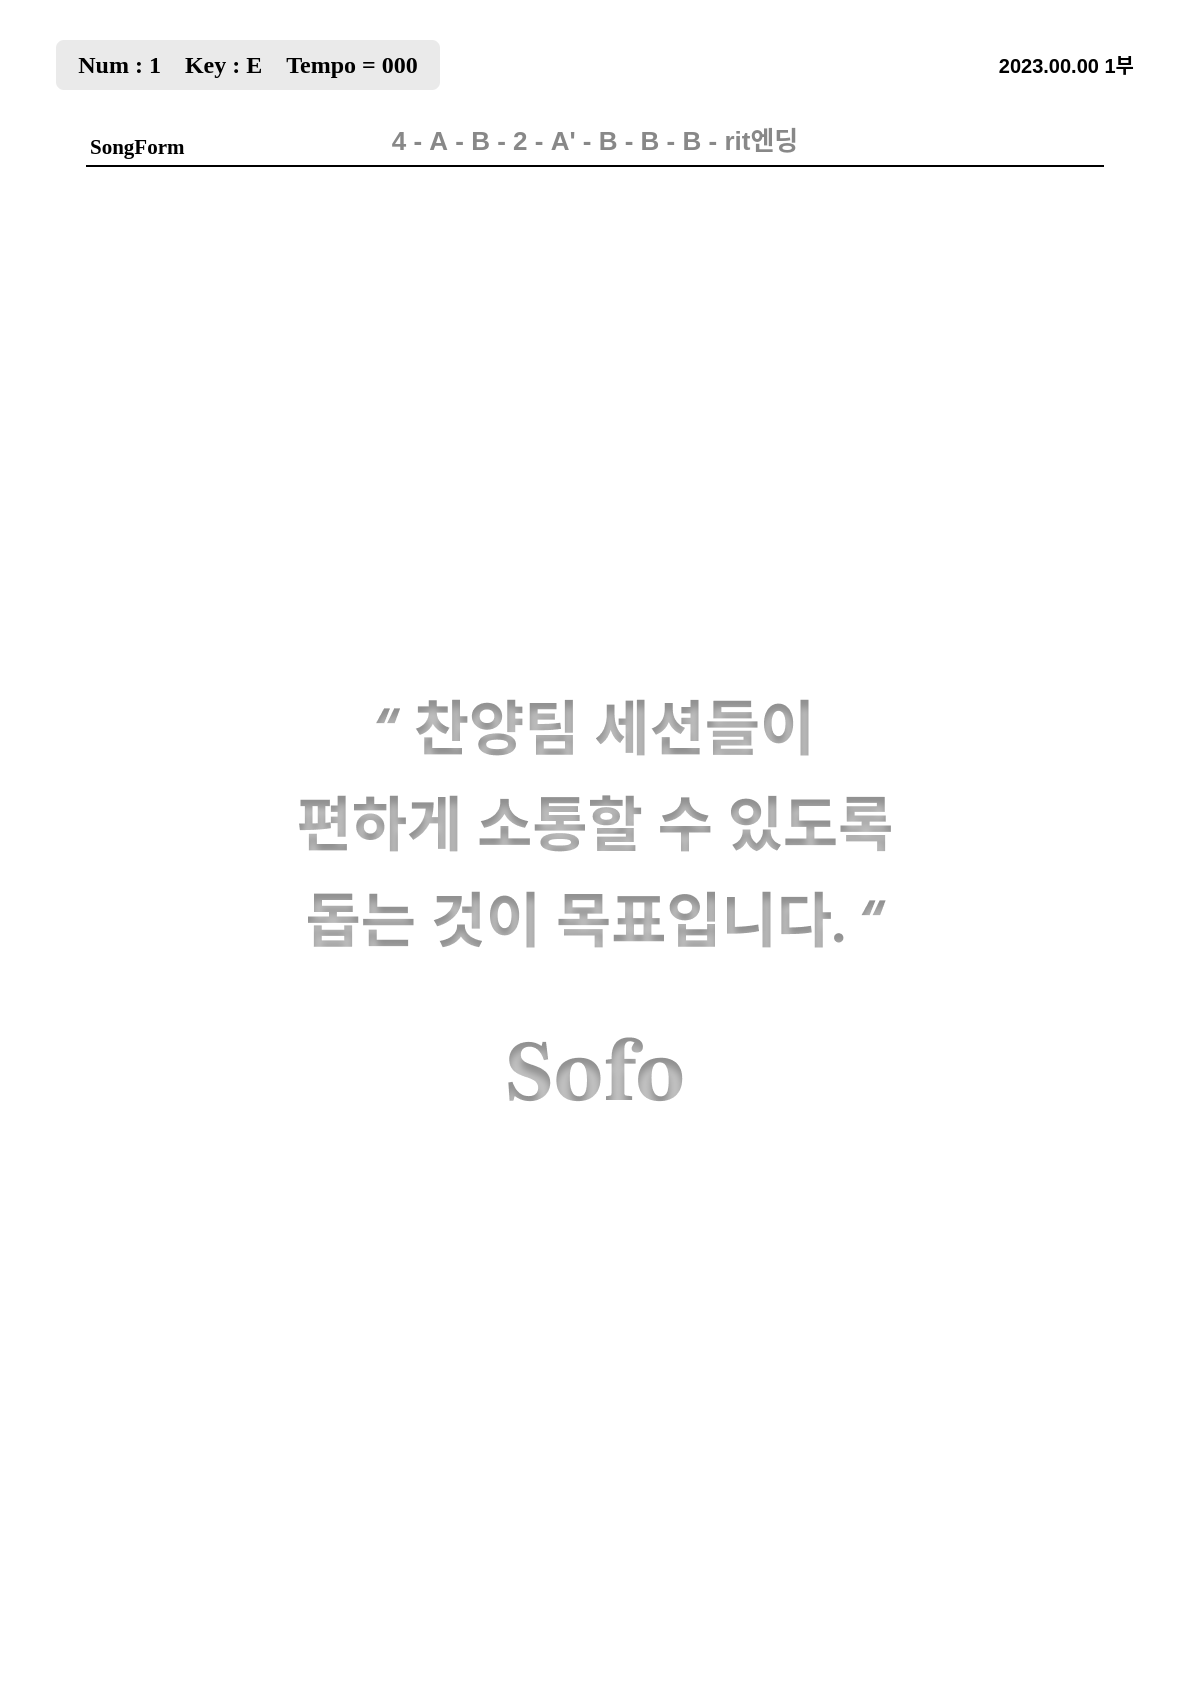 Num : 1 Key : E Tempo = 000
2023.00.00 1부
SongForm
4 - A - B - 2 - A' - B - B - B - rit엔딩
“ 찬양팀 세션들이
편하게 소통할 수 있도록
돕는 것이 목표입니다. “
Sofo